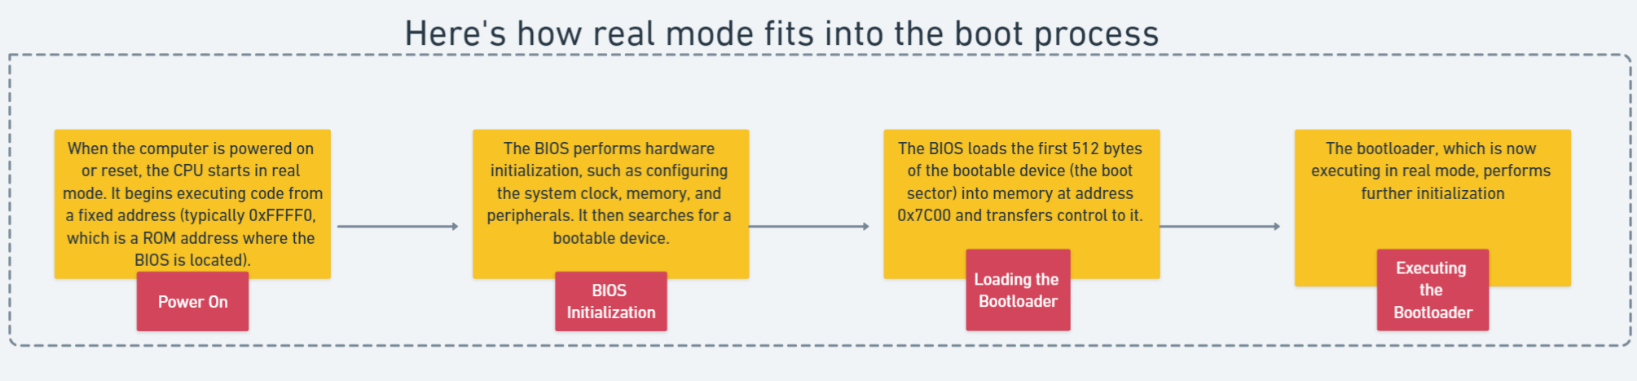 Here's how real mode fits into the boot process
When the computer is powered on
or reset, the CPU starts in real
mode. It begins executing code from
a fixed address (typically 0xFFFF0,
which is a ROM address where the
BIOS is located).
Power On
The BIOS performs hardware
initialization, such as configuring
the system clock, memory, and
peripherals. It then searches for a
bootable device.
BIOS
Initialization
The BIOS loads the first 512 bytes
of the bootable device (the boot
sector) into memory at address
0x7C00 and transfers control to it.
Loading the
Bootloader
The bootloader, which is now
executing in real mode, performs
further initialization
Executing
the
Bootloader